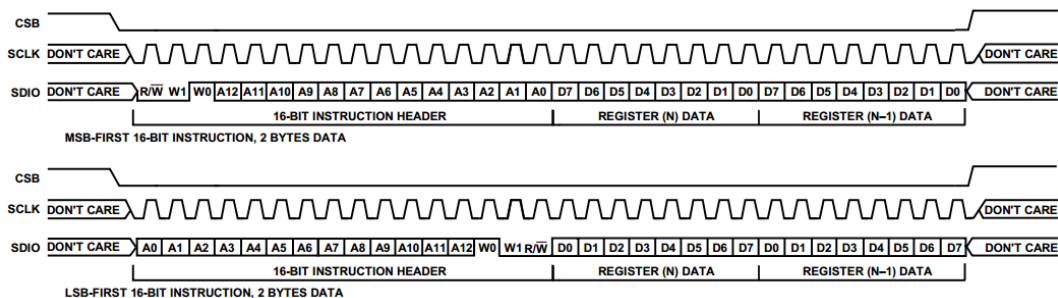 CSB
SCLK DON'T CARE DON'T CARE
SDIO DON'T CARE R/W̅ W1 W0 A12 A11 A10 A9 A8 A7 A6 A5 A4 A3 A2 A1 A0 D7 D6 D5 D4 D3 D2 D1 D0 D7 D6 D5 D4 D3 D2 D1 D0 DON'T CARE
16-BIT INSTRUCTION HEADER REGISTER (N) DATA REGISTER (N–1) DATA
MSB-FIRST 16-BIT INSTRUCTION, 2 BYTES DATA
CSB
SCLK DON'T CARE DON'T CARE
SDIO DON'T CARE A0 A1 A2 A3 A4 A5 A6 A7 A8 A9 A10 A11 A12 W0 W1 R/W̅ D0 D1 D2 D3 D4 D5 D6 D7 D0 D1 D2 D3 D4 D5 D6 D7 DON'T CARE
16-BIT INSTRUCTION HEADER REGISTER (N) DATA REGISTER (N–1) DATA
LSB-FIRST 16-BIT INSTRUCTION, 2 BYTES DATA